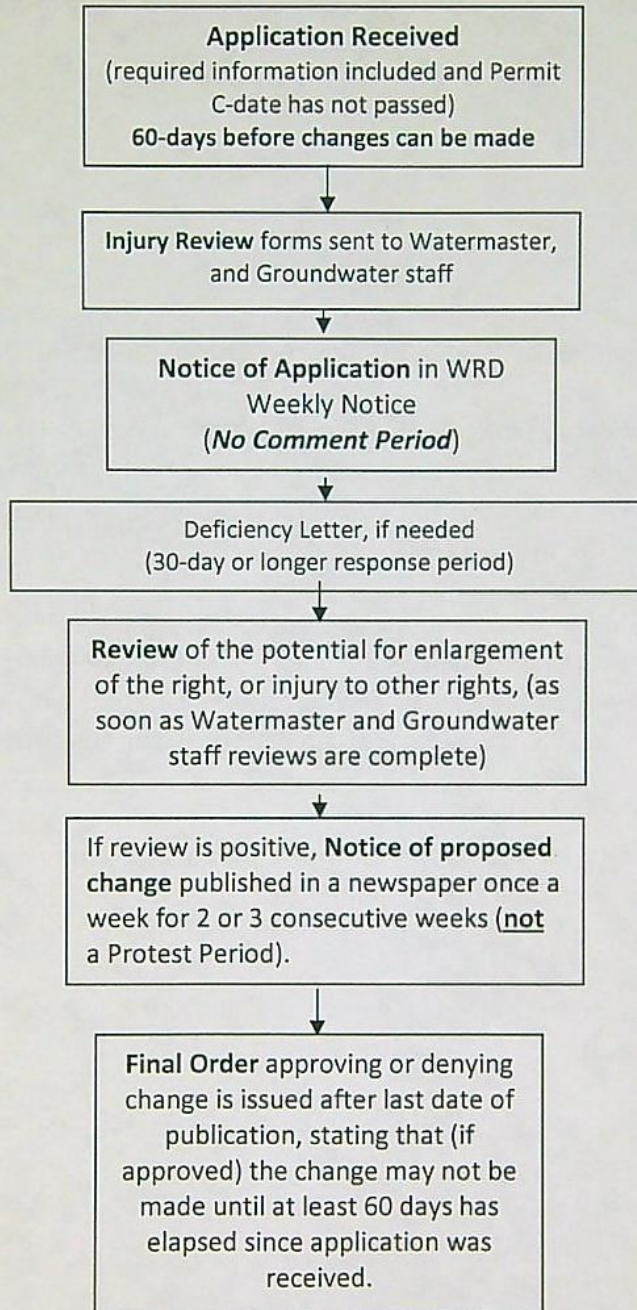 Application Received
(required information included and Permit
C-date has not passed)
60-days before changes can be made
Injury Review forms sent to Watermaster,
and Groundwater staff
Notice of Application in WRD
Weekly Notice
(No Comment Period)
Deficiency Letter, if needed
(30-day or longer response period)
Review of the potential for enlargement
of the right, or injury to other rights, (as
soon as Watermaster and Groundwater
staff reviews are complete)
If review is positive, Notice of proposed
change published in a newspaper once a
week for 2 or 3 consecutive weeks (not
a Protest Period).
Final Order approving or denying
change is issued after last date of
publication, stating that (if
approved) the change may not be
made until at least 60 days has
elapsed since application was
received.